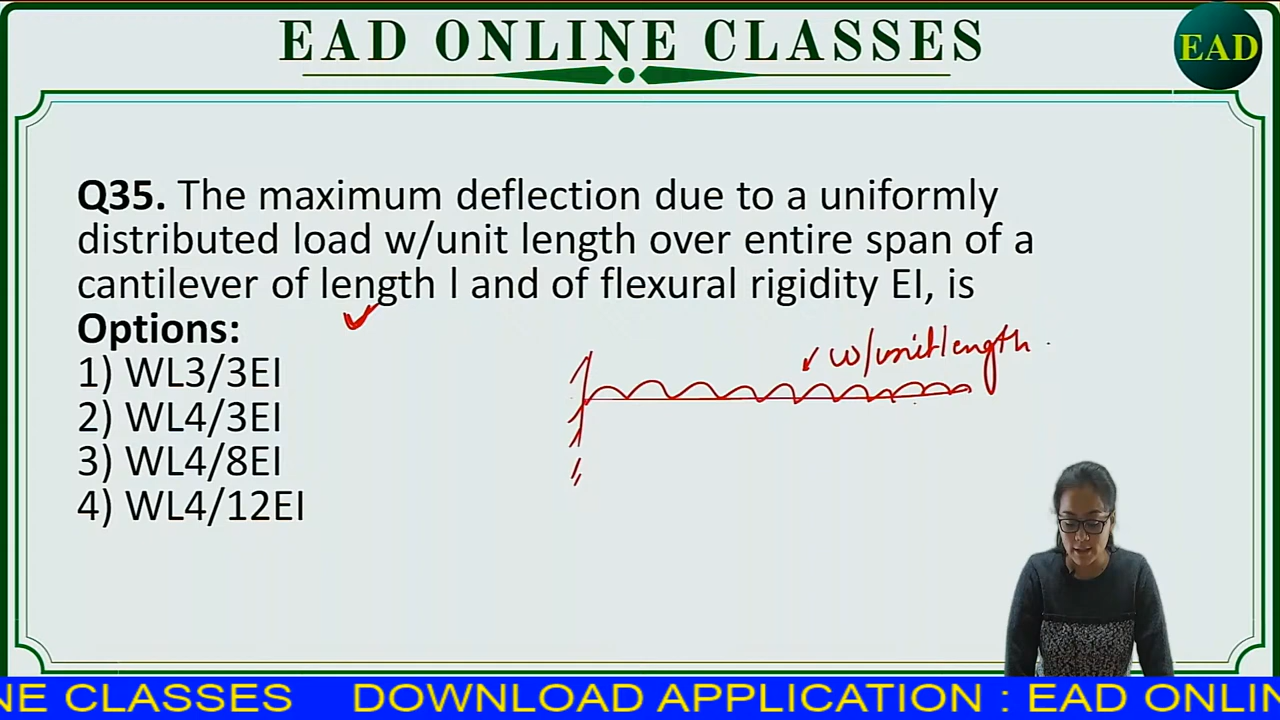 EAD ONLINE CLASSES
EAD
Q35. The maximum deflection due to a uniformly
distributed load w/unit length over entire span of a
cantilever of length l and of flexural rigidity EI, is
Options:
1) WL3/3EI
2) WL4/3EI
3) WL4/8EI
4) WL4/12EI
w/unit length
NE CLASSES DOWNLOAD APPLICATION : EAD ONLIN